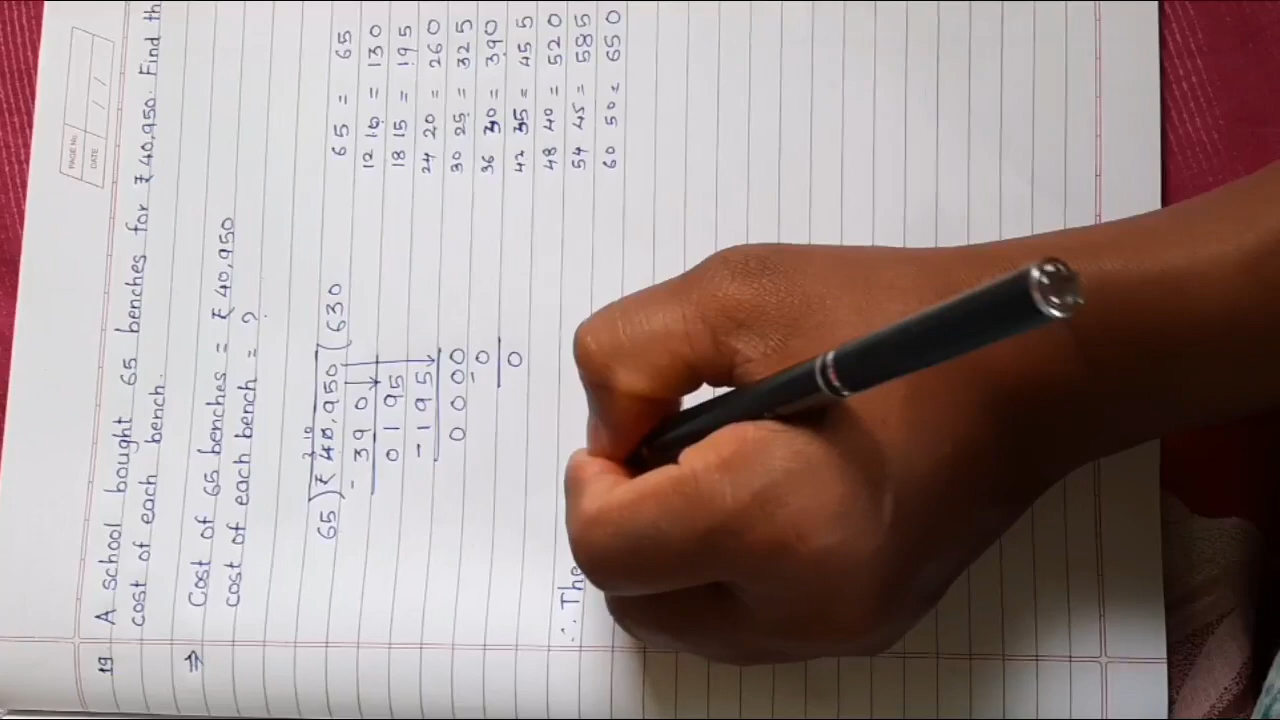 PAGE No.
DATE / /
19 A school bought 65 benches for ₹ 40,950. Find th
cost of each bench.
⇒ Cost of 65 benches = ₹ 40,950
cost of each bench = ?
3 10
65 ) ₹ 40,950 ( 630
- 390
0195
- 195
0000
- 0
0
65 = 65
12 10 = 130
18 15 = 195
24 20 = 260
30 25 = 325
36 30 = 390
42 35 = 455
48 40 = 520
54 45 = 585
60 50 = 650
∴ The